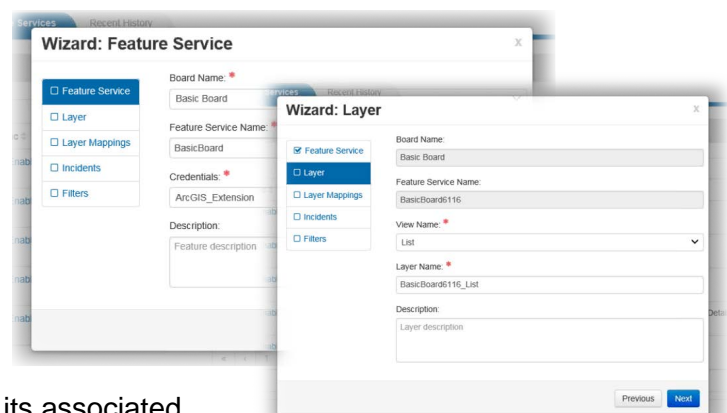 Services Recent History
Wizard: Feature Service x
Feature Service
Layer
Layer Mappings
Incidents
Filters
Board Name: *
Basic Board
Feature Service Name: *
BasicBoard
Credentials: *
ArcGIS_Extension
Description:
Feature description
Recent History
Wizard: Layer x
Feature Service
Layer
Layer Mappings
Incidents
Filters
Board Name:
Basic Board
Feature Service Name:
BasicBoard6116
View Name: *
List
Layer Name: *
BasicBoard6116_List
Description:
Layer description
Previous Next
its associated